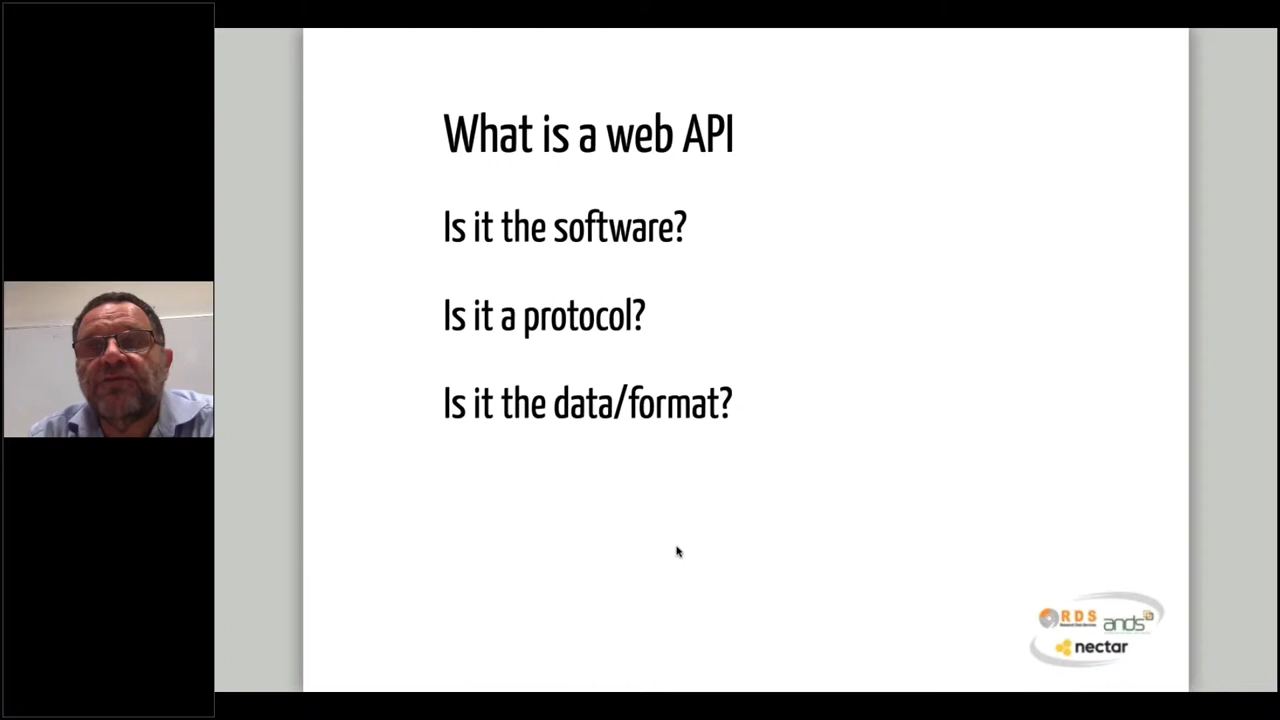 What is a web API
Is it the software?
Is it a protocol?
Is it the data/format?
RDS
ands
nectar